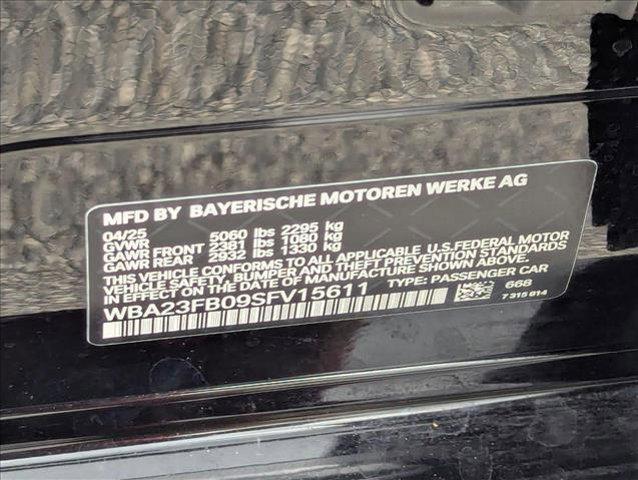 MFD BY BAYERISCHE MOTOREN WERKE AG
04/25
GVWR 5060 lbs 2295 kg
GAWR FRONT 2381 lbs 1080 kg
GAWR REAR 2932 lbs 1330 kg
THIS VEHICLE CONFORMS TO ALL APPLICABLE U.S.FEDERAL MOTOR
VEHICLE SAFETY, BUMPER, AND THEFT PREVENTION STANDARDS
IN EFFECT ON THE DATE OF MANUFACTURE SHOWN ABOVE.
WBA23FB09SFV15611 TYPE: PASSENGER CAR
668
7 315 014